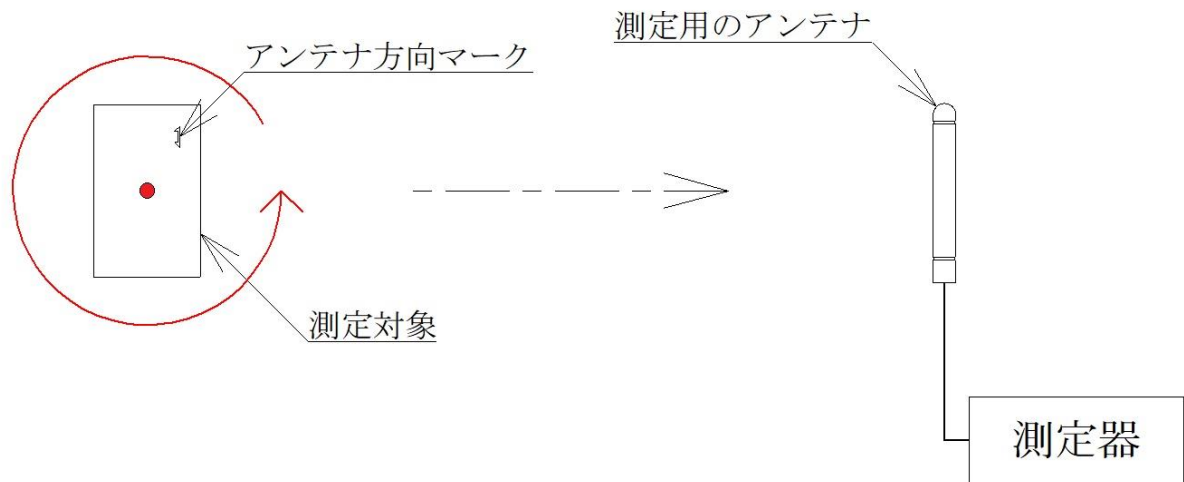 測定用のアンテナ
アンテナ方向マーク
測定対象
測定器